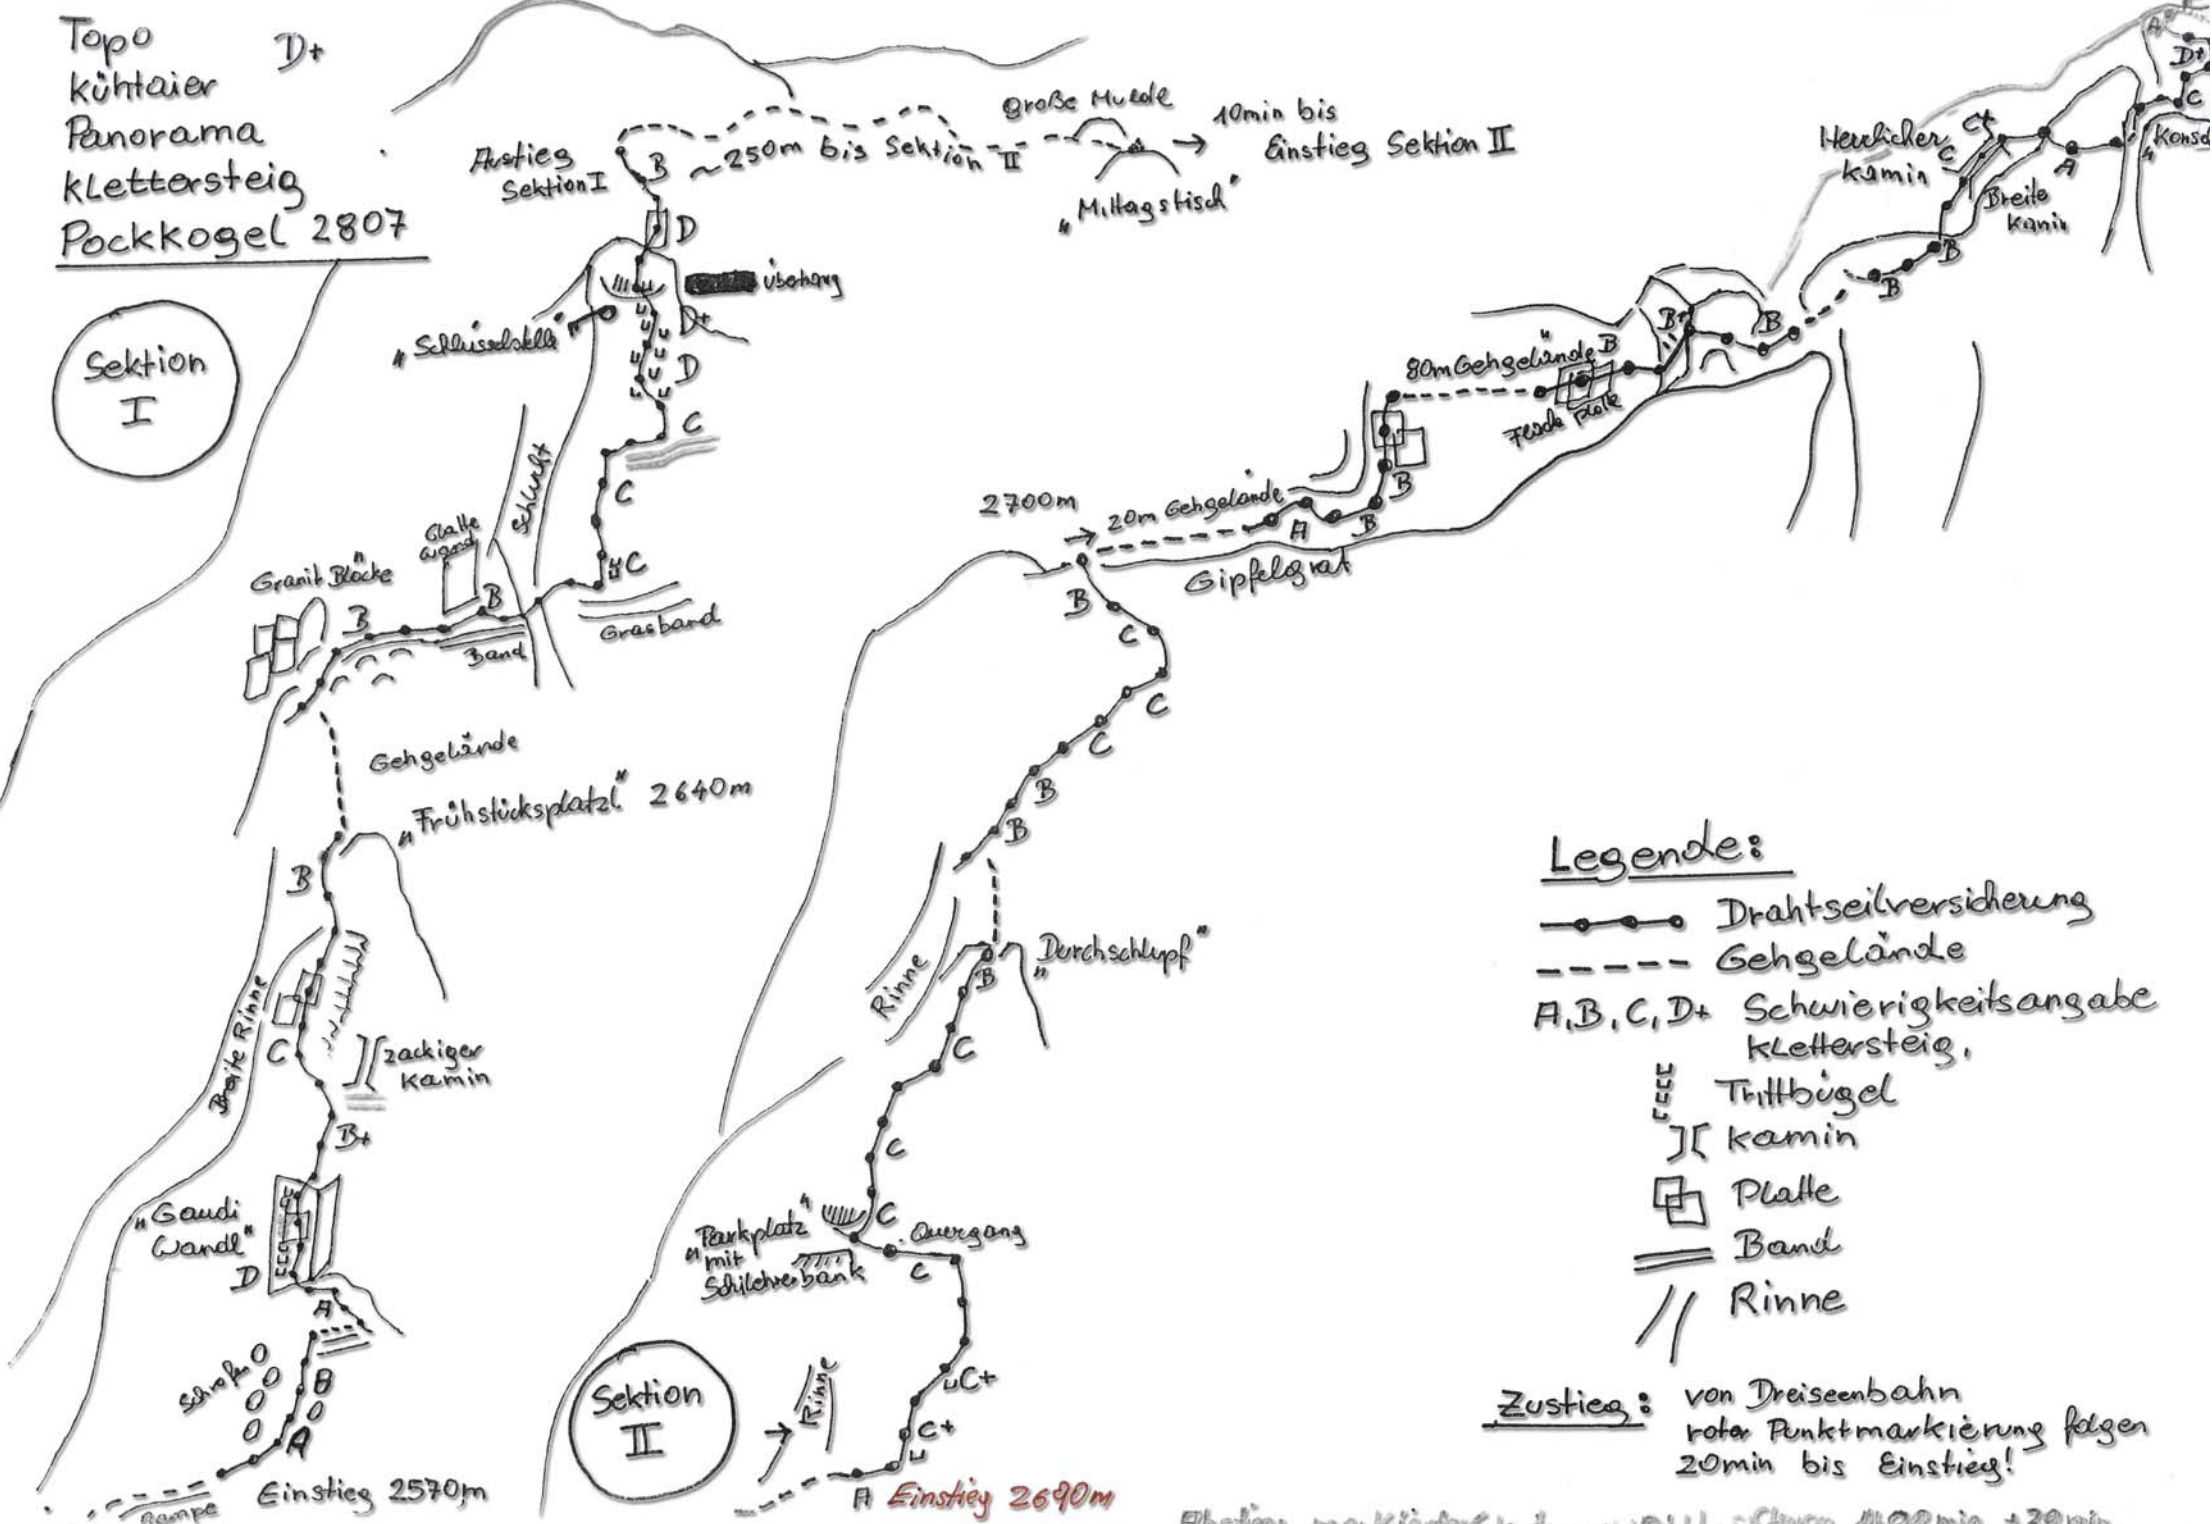 Topo
D+
Kühtaier
Panorama
Klettersteig
Pockkogel 2807
Sektion
I
Ausstieg
Sektion I
B
~250m bis Sektion II
große Mulde
"Mittagstisch"
10min bis
Einstieg Sektion II
D
Überhang
"Schlüsselstelle"
D+
D
C
C
Schlucht
Glatte
Wand
C
Granit Blöcke
B
B
Band
Grasband
Gehgelände
"Frühstücksplatzl" 2640m
B
Breite Rinne
C
zackiger
Kamin
B+
"Gaudi
Wandl"
D
A
Schrofen
B
A
Rampe
Einstieg 2570m
Herrlicher
Kamin
C+
C
Breite
Kamin
A
A
D+
C
B
B
B+
B
80m Gehgelände
B
Platte
B
2700m
20m Gehgelände
A
B
Gipfelgrat
B
C
C
C
B
B
Rinne
"Durchschlupf"
B
C
C
"Parkplatz"
mit
Schilehrerbank
C
Quergang
C
C+
Sektion
II
Rinne
C+
A
Einstieg 2690m
Legende:
Drahtseilversicherung
Gehgelände
A, B, C, D+ Schwierigkeitsangabe
Klettersteig.
Trittbügel
Kamin
Platte
Band
Rinne
Zustieg: von Dreiseenbahn
roter Punktmarkierung folgen
20min bis Einstieg!